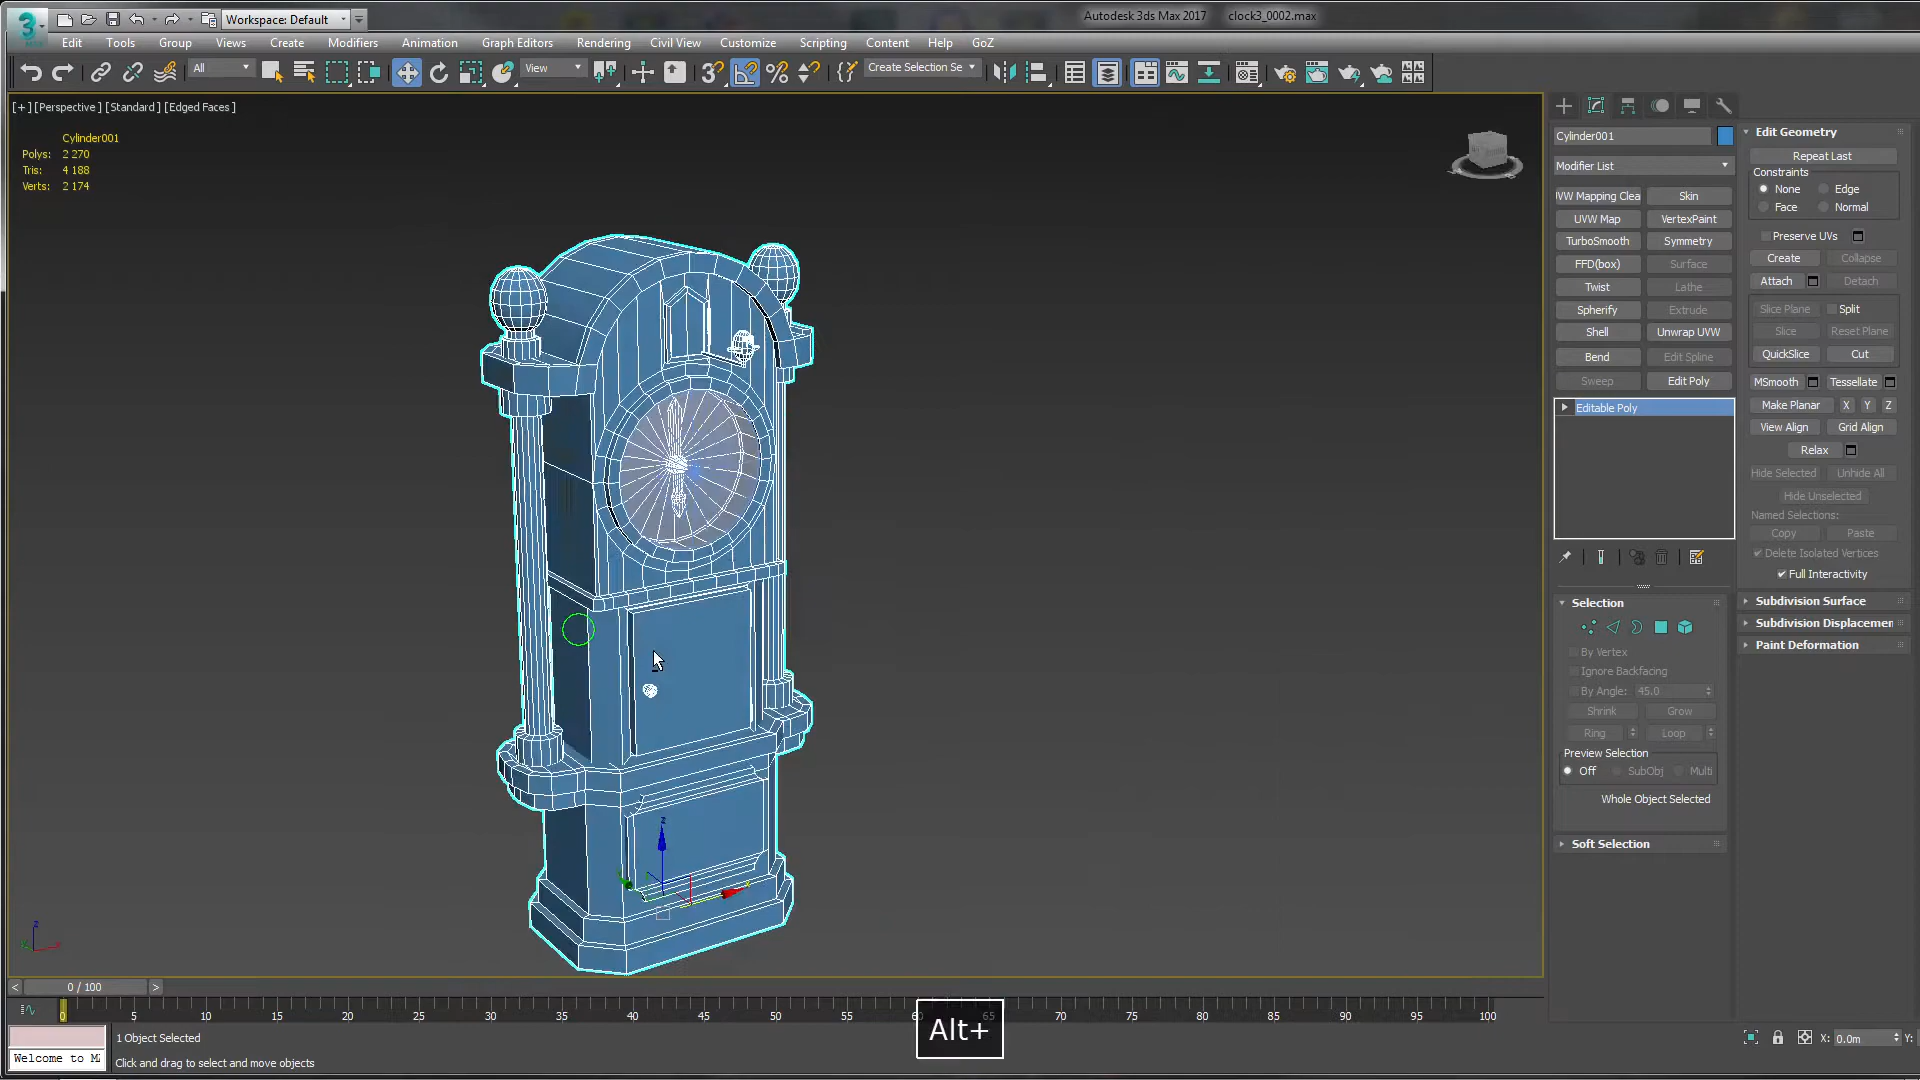 Workspace: Default
Autodesk 3ds Max 2017 clock3_0002.max
3
MAX
Edit Tools Group Views Create Modifiers Animation Graph Editors Rendering Civil View Customize Scripting Content Help GoZ
All View Create Selection Se
[+] [Perspective ] [Standard ] [Edged Faces ]
Cylinder001
Polys: 2 270
Tris: 4 188
Verts: 2 174
Cylinder001
Modifier List
UVW Mapping Clea Skin
UVW Map VertexPaint
TurboSmooth Symmetry
FFD(box) Surface
Twist Lathe
Spherify Extrude
Shell Unwrap UVW
Bend Edit Spline
Sweep Edit Poly
Editable Poly
Selection
By Vertex
Ignore Backfacing
By Angle: 45.0
Shrink Grow
Ring Loop
Preview Selection
Off SubObj Multi
Whole Object Selected
Soft Selection
Edit Geometry
Repeat Last
Constraints
None Edge
Face Normal
Preserve UVs
Create Collapse
Attach Detach
Slice Plane Split
Slice Reset Plane
QuickSlice Cut
MSmooth Tessellate
Make Planar X Y Z
View Align Grid Align
Relax
Hide Selected Unhide All
Hide Unselected
Named Selections:
Copy Paste
Delete Isolated Vertices
Full Interactivity
Subdivision Surface
Subdivision Displacemen
Paint Deformation
z
x
z
x
< 0 / 100 >
0 5 10 15 20 25 30 35 40 45 50 55 60 65 70 75 80 85 90 95 100
Alt+
1 Object Selected
X: 0.0m Y:
Welcome to MA
Click and drag to select and move objects